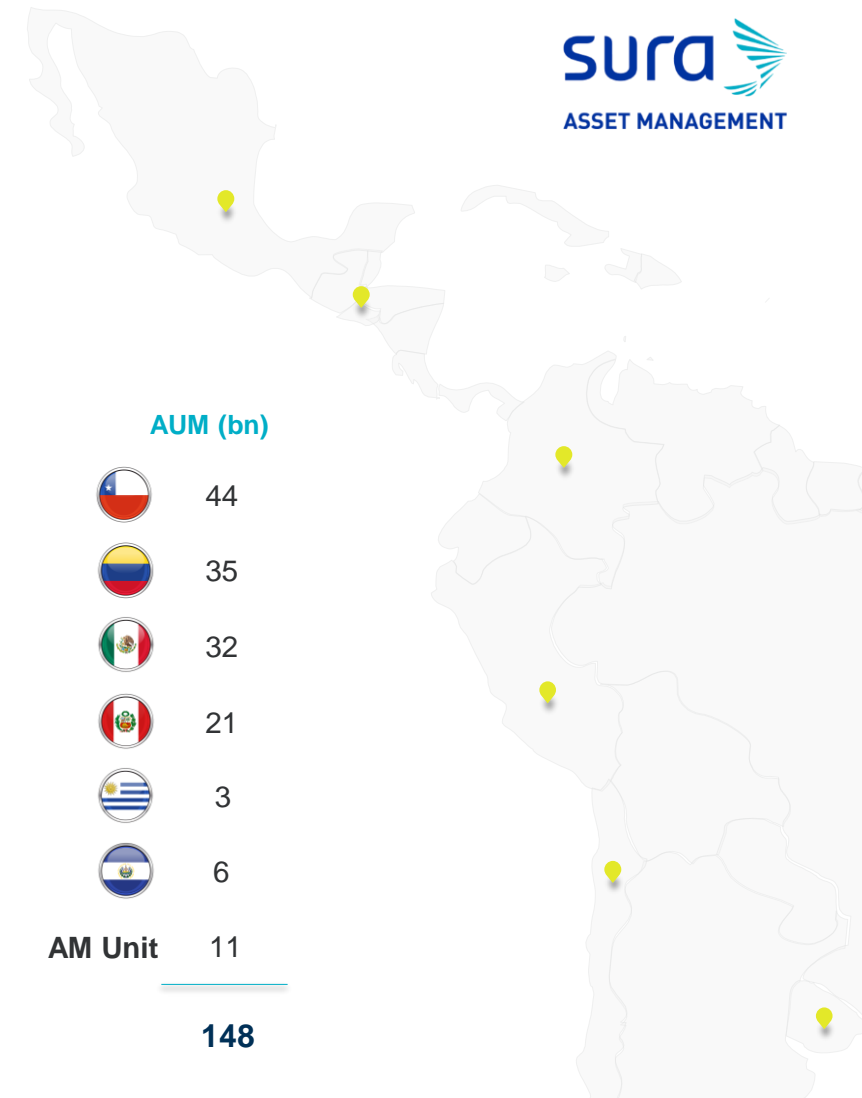 sura
ASSET MANAGEMENT
AUM (bn)
44
35
32
21
3
6
AM Unit 11
148